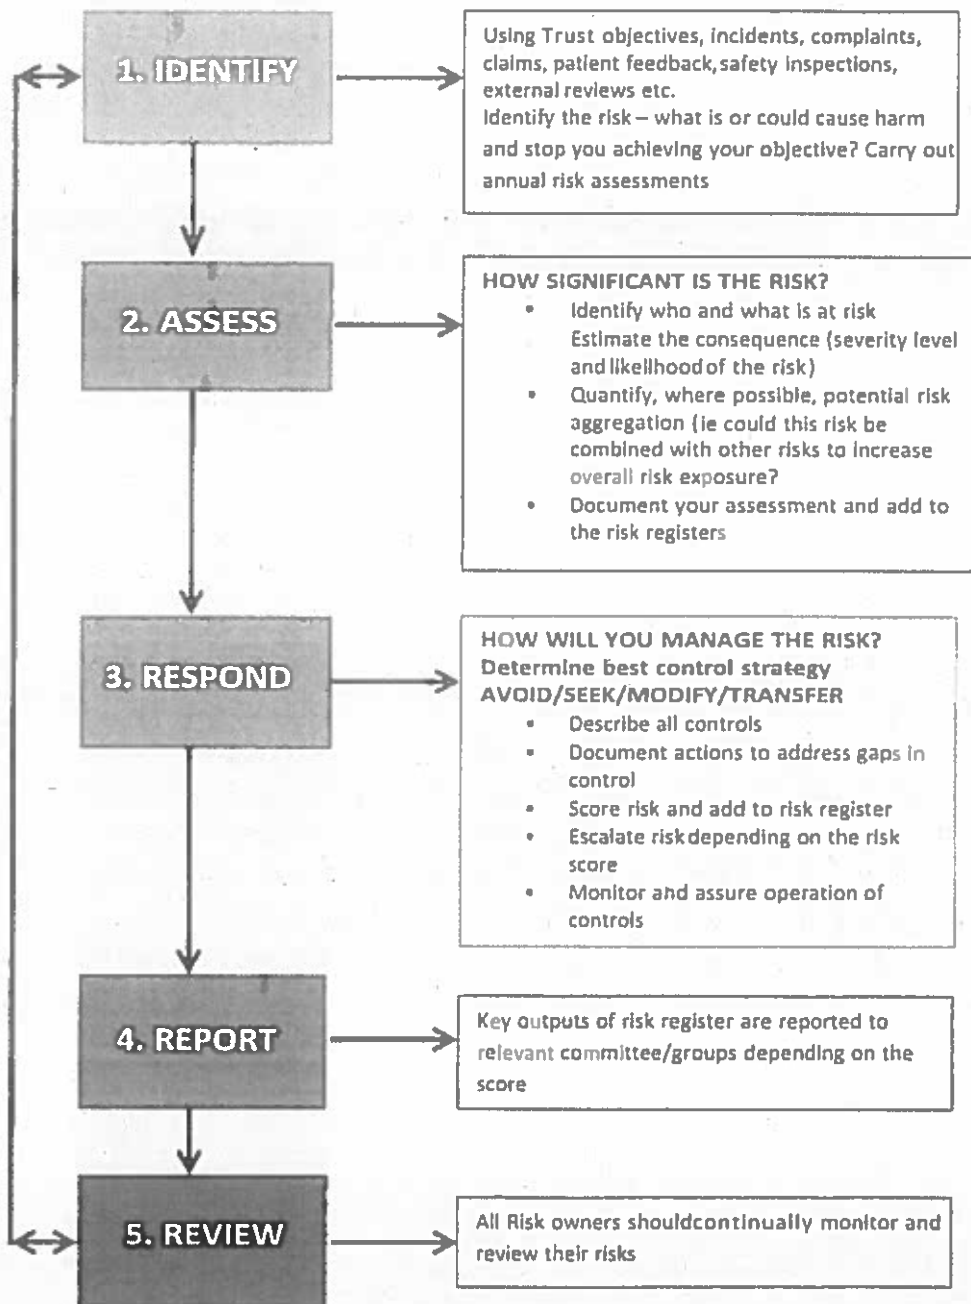 1. IDENTIFY
Using Trust objectives, incidents, complaints,
claims, patient feedback, safety inspections,
external reviews etc.
Identify the risk – what is or could cause harm
and stop you achieving your objective? Carry out
annual risk assessments
2. ASSESS
HOW SIGNIFICANT IS THE RISK?
• Identify who and what is at risk
Estimate the consequence (severity level
and likelihood of the risk)
• Quantify, where possible, potential risk
aggregation (ie could this risk be
combined with other risks to increase
overall risk exposure?
• Document your assessment and add to
the risk registers
3. RESPOND
HOW WILL YOU MANAGE THE RISK?
Determine best control strategy
AVOID/SEEK/MODIFY/TRANSFER
• Describe all controls
• Document actions to address gaps in
control
• Score risk and add to risk register
• Escalate risk depending on the risk
score
• Monitor and assure operation of
controls
4. REPORT
Key outputs of risk register are reported to
relevant committee/groups depending on the
score
5. REVIEW
All Risk owners shouldcontinually monitor and
review their risks